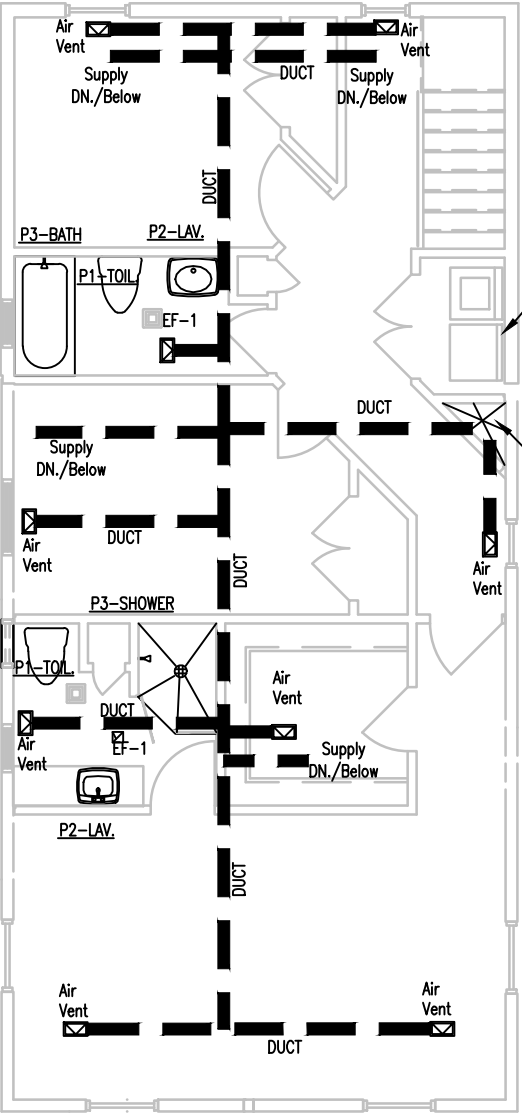 Air
Vent
Air
Vent
Supply
DN./Below
DUCT
Supply
DN./Below
DUCT
P3-BATH
P2-LAV.
P1-TOIL.
EF-1
DUCT
Supply
DN./Below
Air
Vent
DUCT
DUCT
Air
Vent
P3-SHOWER
P1-TOIL.
Air
Vent
DUCT
Air
Vent
EF-1
Supply
DN./Below
P2-LAV.
DUCT
Air
Vent
Air
Vent
DUCT